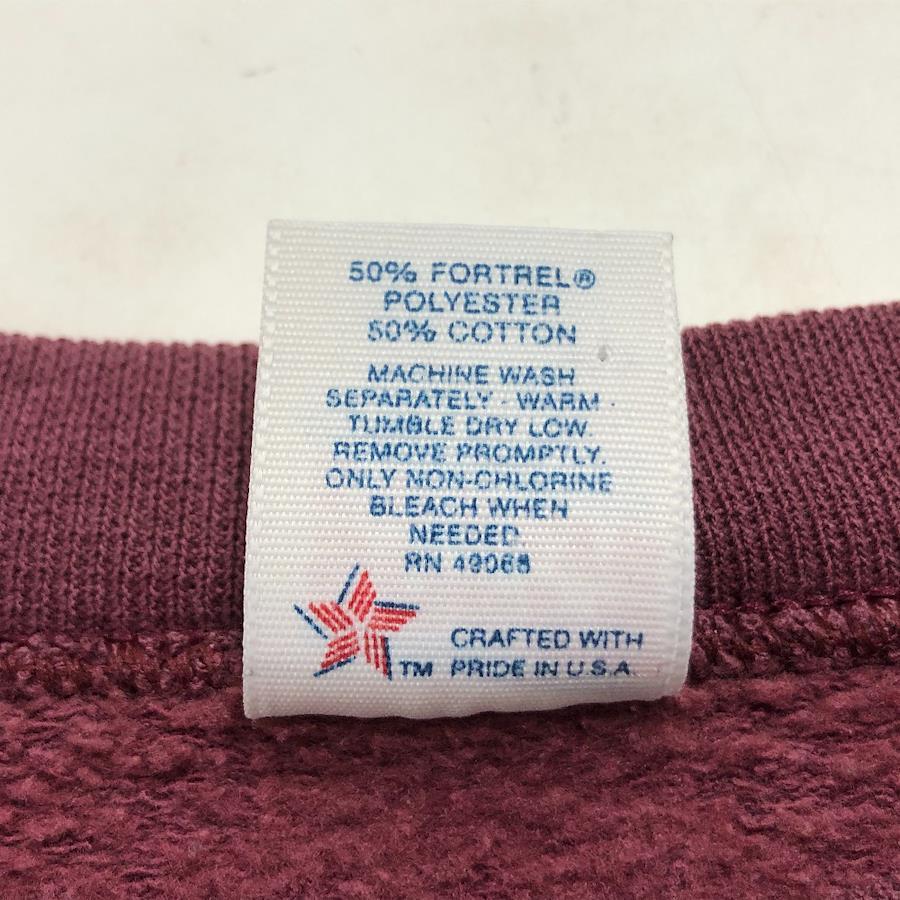 50% FORTREL®
POLYESTER
50% COTTON
MACHINE WASH
SEPARATELY - WARM -
TUMBLE DRY LOW.
REMOVE PROMPTLY.
ONLY NON-CHLORINE
BLEACH WHEN
NEEDED.
RN 49068
CRAFTED WITH
TM PRIDE IN U.S.A.